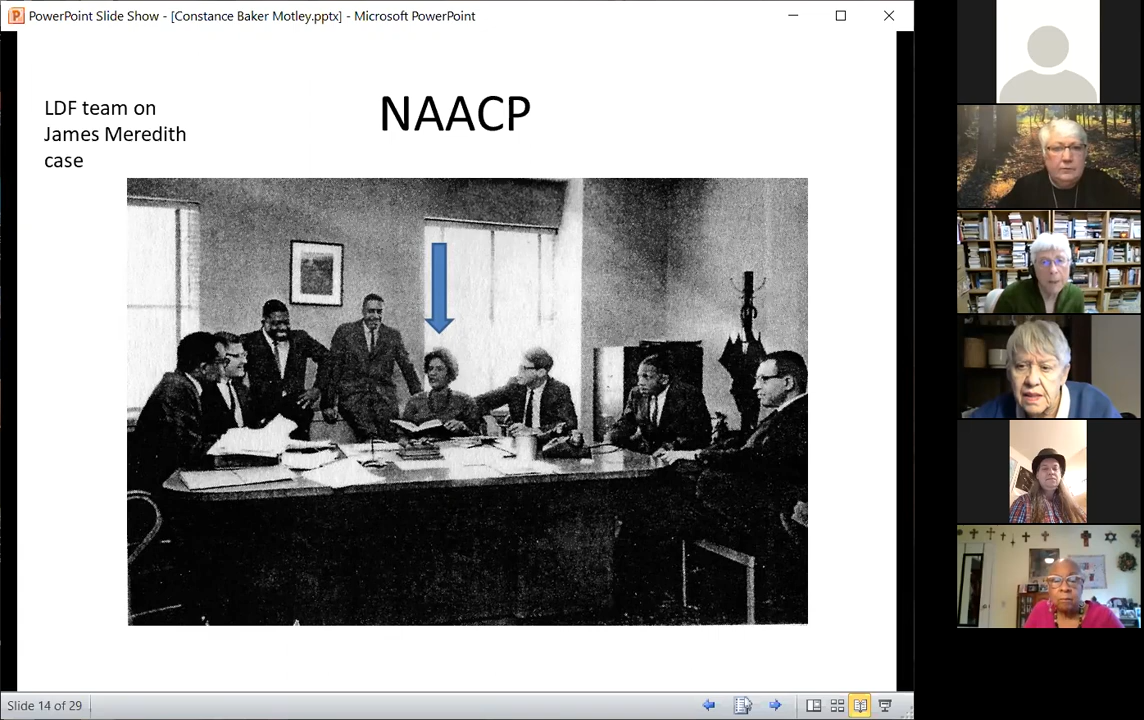 PowerPoint Slide Show - [Constance Baker Motley.pptx] - Microsoft PowerPoint
LDF team on
James Meredith
case
NAACP
Slide 14 of 29